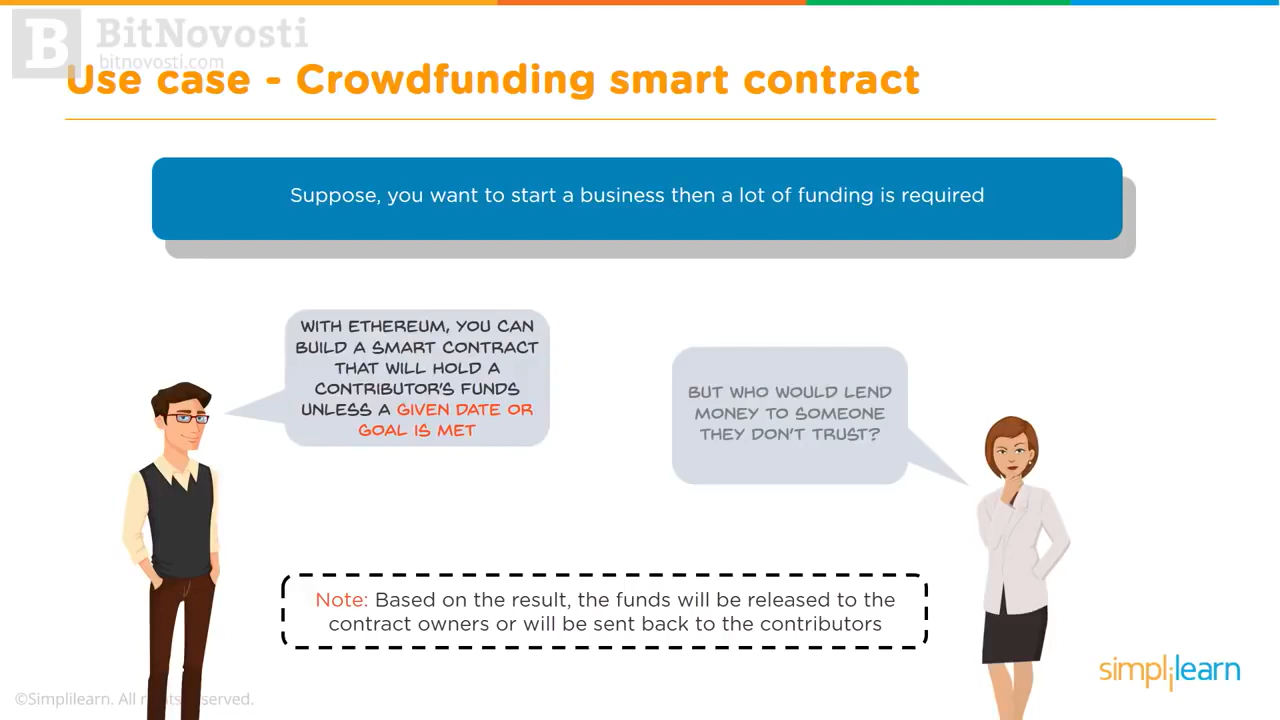 BitNovosti
bitnovosti.com
Use case - Crowdfunding smart contract
Suppose, you want to start a business then a lot of funding is required
WITH ETHEREUM, YOU CAN
BUILD A SMART CONTRACT
THAT WILL HOLD A
CONTRIBUTOR'S FUNDS
UNLESS A GIVEN DATE OR
GOAL IS MET
BUT WHO WOULD LEND
MONEY TO SOMEONE
THEY DON'T TRUST?
Note: Based on the result, the funds will be released to the
contract owners or will be sent back to the contributors
simplilearn
©Simplilearn. All rights reserved.